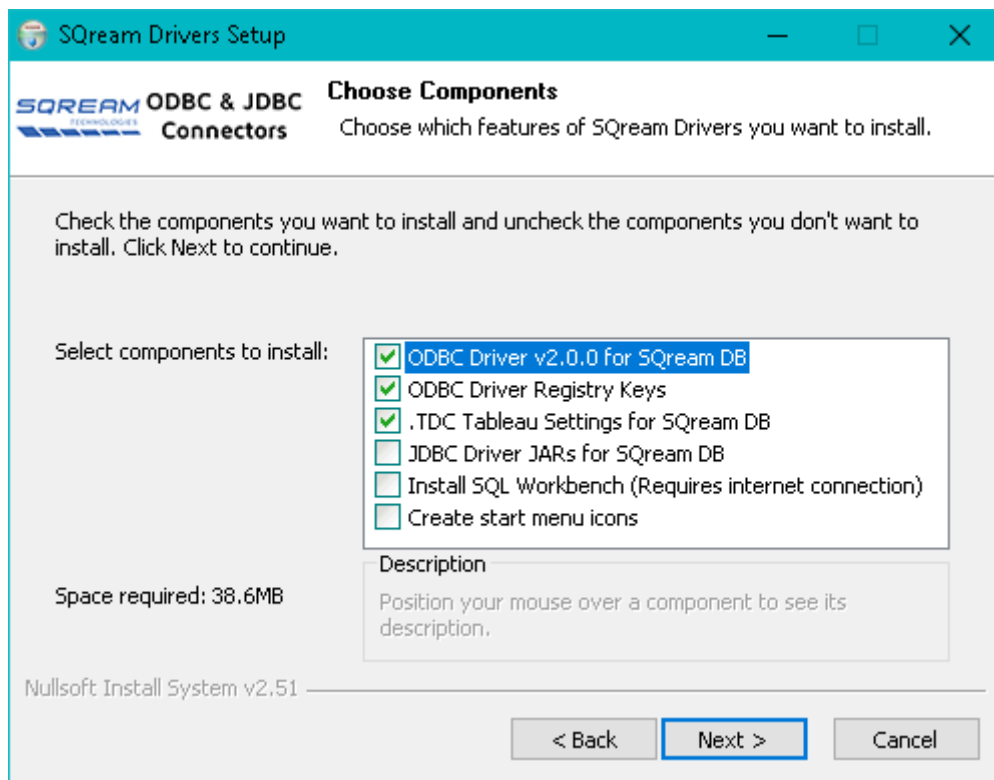 SQream Drivers Setup
SQREAM
TECHNOLOGIES
ODBC & JDBC
Connectors
Choose Components
Choose which features of SQream Drivers you want to install.
Check the components you want to install and uncheck the components you don't want to
install. Click Next to continue.
Select components to install:
ODBC Driver v2.0.0 for SQream DB
ODBC Driver Registry Keys
.TDC Tableau Settings for SQream DB
JDBC Driver JARs for SQream DB
Install SQL Workbench (Requires internet connection)
Create start menu icons
Space required: 38.6MB
Description
Position your mouse over a component to see its
description.
Nullsoft Install System v2.51
< Back
Next >
Cancel